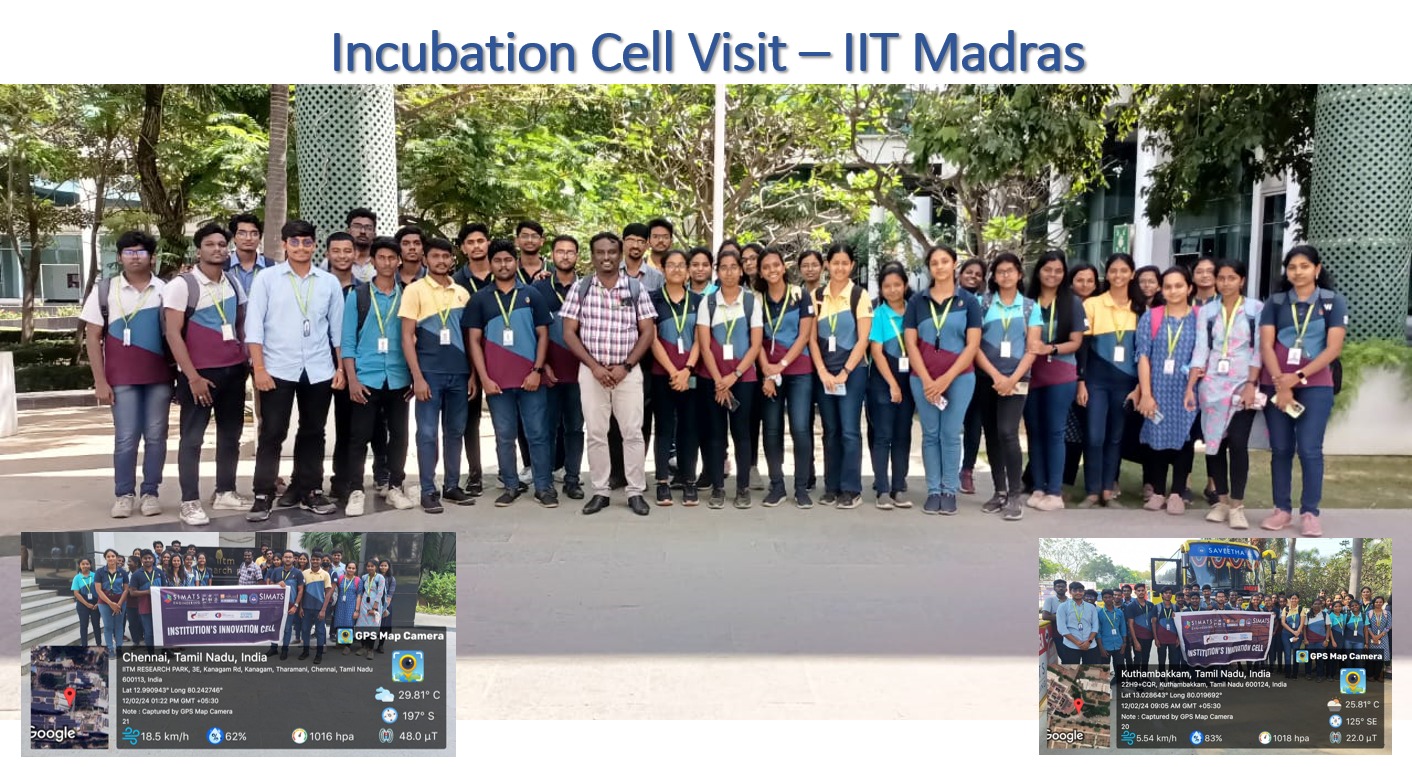 Incubation Cell Visit – IIT Madras
iitm
SIMATS
ENGINEERING
SIMATS
INSTITUTION'S INNOVATION CELL
GPS Map Camera
Chennai, Tamil Nadu, India
IITM RESEARCH PARK, 3E, Kanagam Rd, Kanagam, Tharamani, Chennai, Tamil Nadu
600113, India
Lat 12.990943° Long 80.242746°
12/02/24 01:22 PM GMT +05:30
Note : Captured by GPS Map Camera
21
Google
29.81° C
197° S
18.5 km/h
62%
1016 hpa
48.0 µT
SAVEETHA
SIMATS
SIMATS
INSTITUTION'S INNOVATION CELL
GPS Map Camera
Kuthambakkam, Tamil Nadu, India
22H9+CQR, Kuthambakkam, Tamil Nadu 600124, India
Lat 13.028643° Long 80.019692°
12/02/24 09:05 AM GMT +05:30
Note : Captured by GPS Map Camera
20
Google
25.81° C
125° SE
5.54 km/h
83%
1018 hpa
22.0 µT